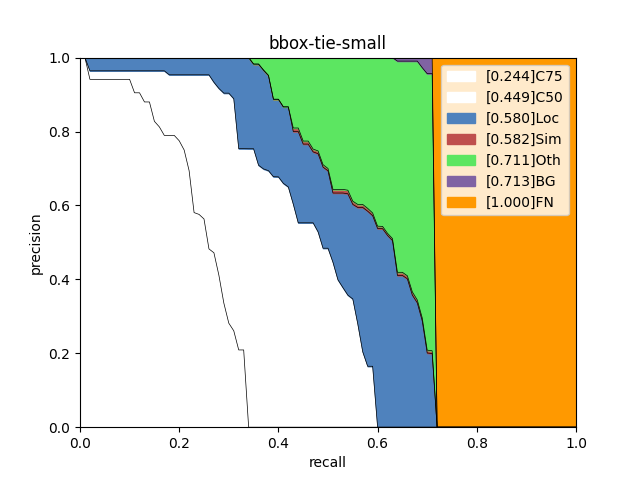 bbox-tie-small
1.0
0.8
0.6
0.4
0.2
0.0
precision
[0.244]C75
[0.449]C50
[0.580]Loc
[0.582]Sim
[0.711]Oth
[0.713]BG
[1.000]FN
0.0 0.2 0.4 0.6 0.8 1.0
recall